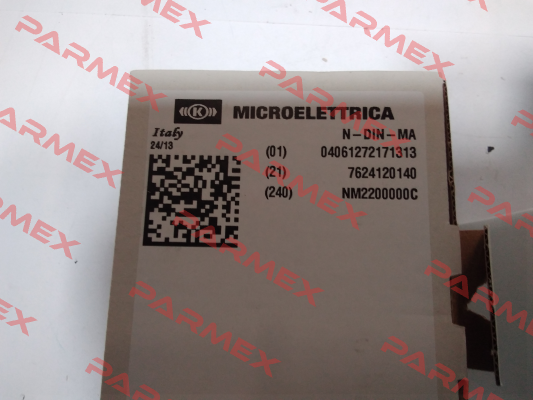 K MICROELETTRICA
Italy N-DIN-MA
24/13
(01) 04061272171313
(21) 7624120140
(240) NM2200000C
PARMEX
PARMEX
PARMEX
PARMEX
PARMEX
PARMEX
PARMEX
PARMEX
PARMEX